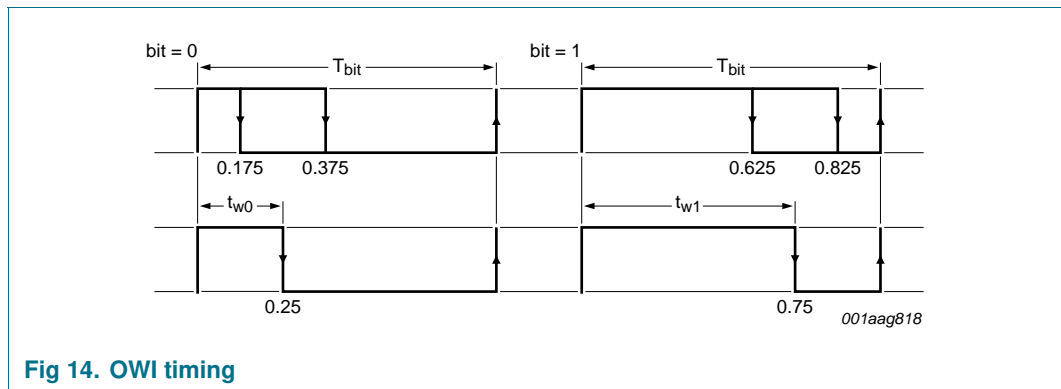 bit = 0
bit = 1
Tbit
Tbit
0.175
0.375
0.625
0.825
tw0
tw1
0.25
0.75
001aag818
Fig 14. OWI timing